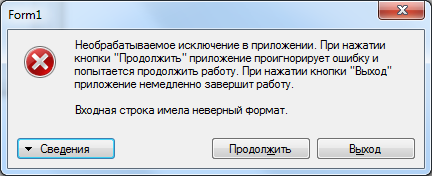 Form1
Необрабатываемое исключение в приложении. При нажатии
кнопки "Продолжить" приложение проигнорирует ошибку и
попытается продолжить работу. При нажатии кнопки "Выход"
приложение немедленно завершит работу.
Входная строка имела неверный формат.
Сведения
Продолжить
Выход